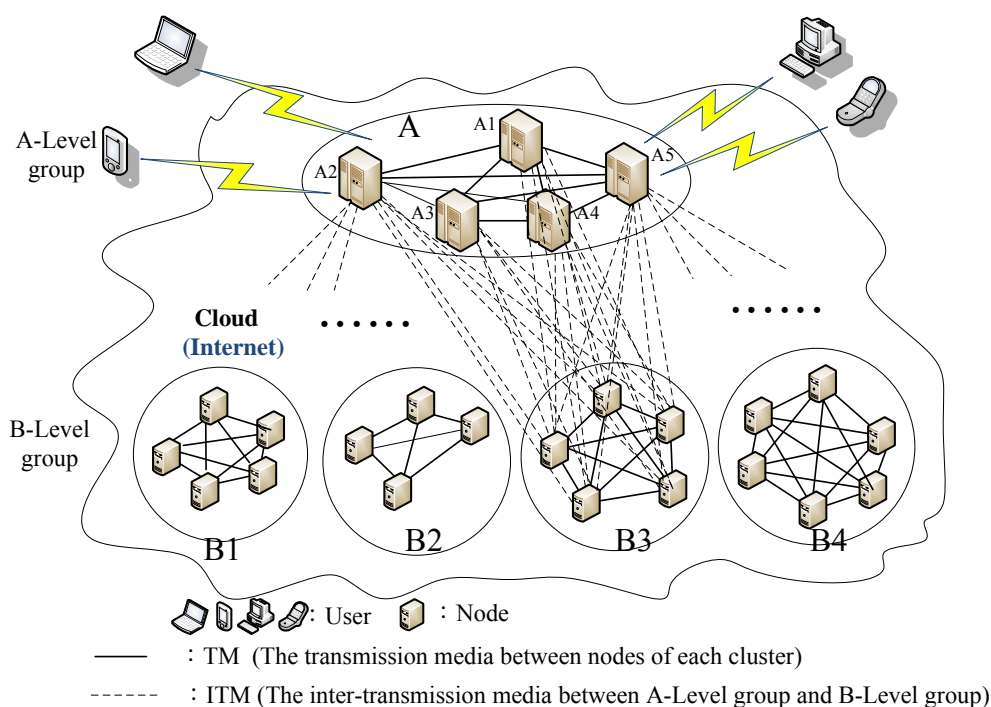 A-Level
group
A
A1
A2
A3
A4
A5
Cloud
(Internet)
······
······
B-Level
group
B1
B2
B3
B4
：User
：Node
：TM (The transmission media between nodes of each cluster)
：ITM (The inter-transmission media between A-Level group and B-Level group)